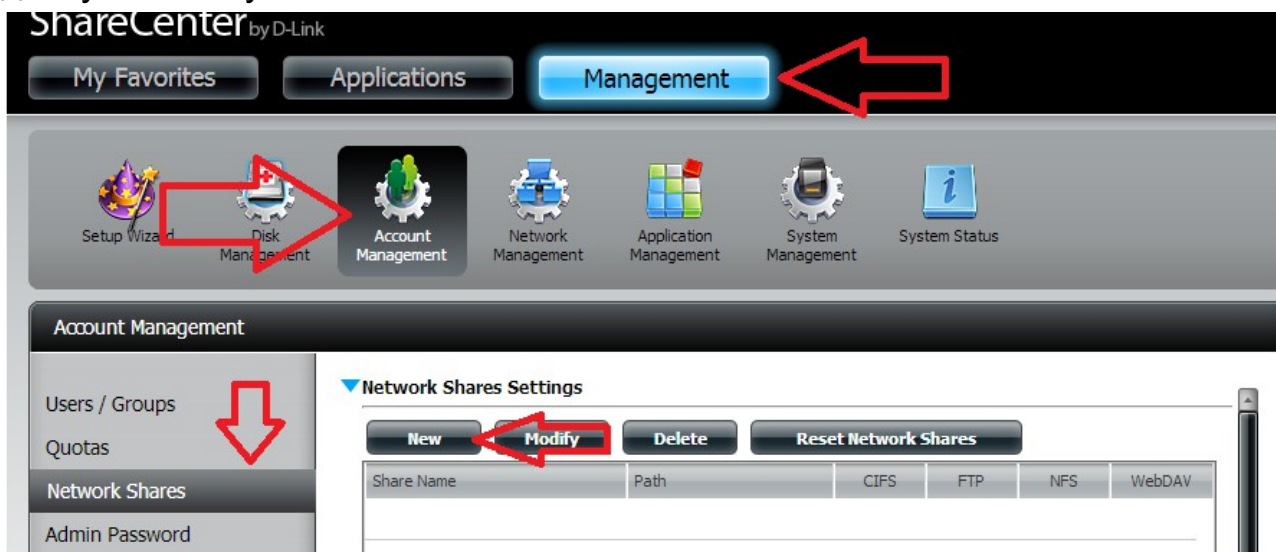 ShareCenter by D-Link
My Favorites Applications Management
Setup Wizard Disk Management Account Management Network Management Application Management System Management System Status
Account Management
Users / Groups
Quotas
Network Shares
Admin Password
Network Shares Settings
New Modify Delete Reset Network Shares
Share Name Path CIFS FTP NFS WebDAV